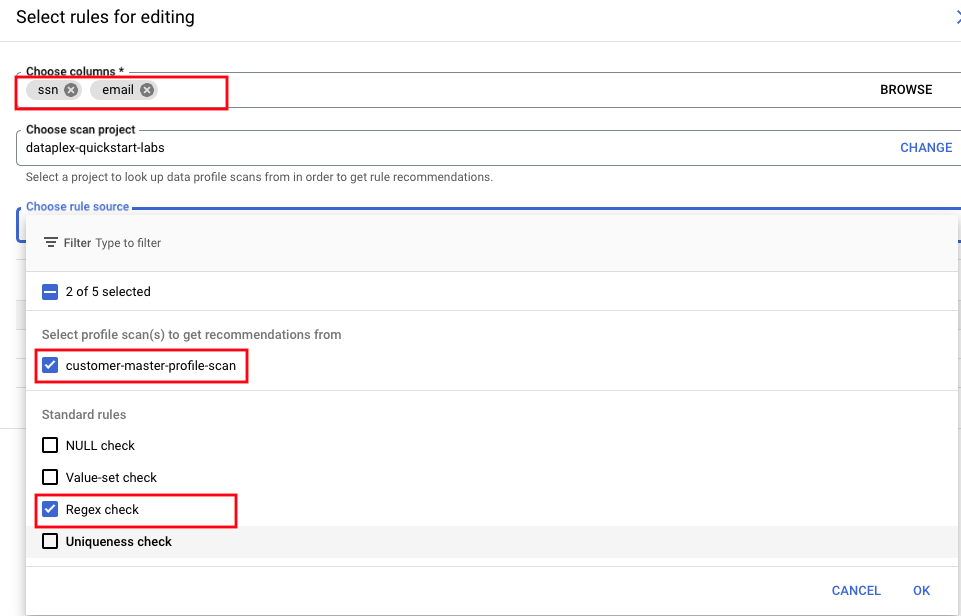 Select rules for editing
Choose columns *
ssn email
BROWSE
Choose scan project
dataplex-quickstart-labs
CHANGE
Select a project to look up data profile scans from in order to get rule recommendations.
Choose rule source
Filter Type to filter
2 of 5 selected
Select profile scan(s) to get recommendations from
customer-master-profile-scan
Standard rules
NULL check
Value-set check
Regex check
Uniqueness check
CANCEL OK